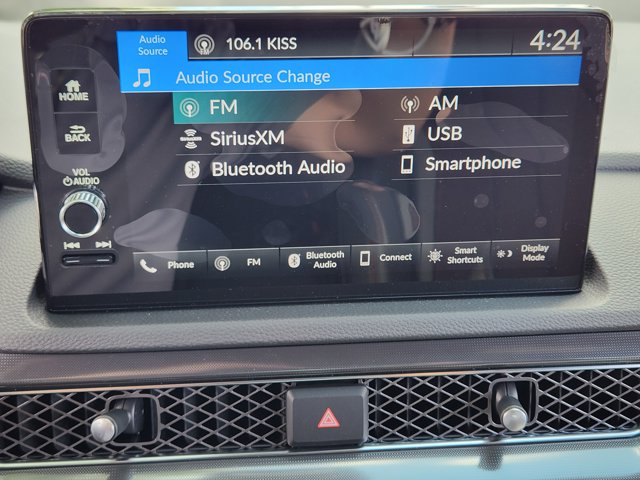 Audio
Source
FM
106.1 KISS
4:24
Audio Source Change
HOME
BACK
VOL
AUDIO
FM
AM
SiriusXM
USB
Bluetooth Audio
Smartphone
Phone
FM
Bluetooth
Audio
Connect
Smart
Shortcuts
Display
Mode